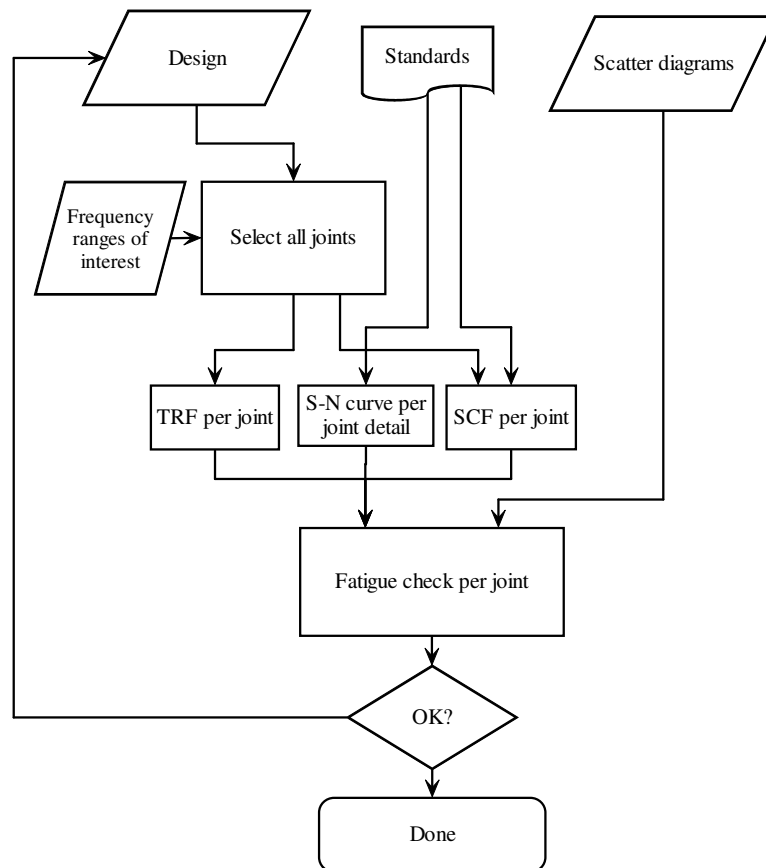 Design
Standards
Scatter diagrams
Frequency
ranges of
interest
Select all joints
TRF per joint
S-N curve per
joint detail
SCF per joint
Fatigue check per joint
OK?
Done